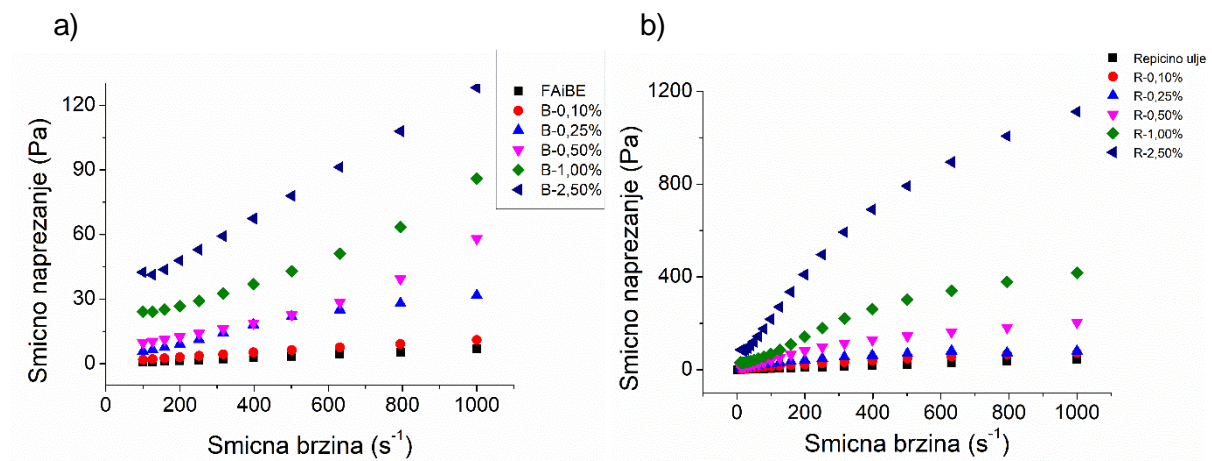 a)
Smicno naprezanje (Pa)
120
90
60
30
0
0
200
400
600
800
1000
Smicna brzina (s⁻¹)
FAiBE
B-0,10%
B-0,25%
B-0,50%
B-1,00%
B-2,50%
b)
Smicno naprezanje (Pa)
1200
800
400
0
0
200
400
600
800
1000
Smicna brzina (s⁻¹)
Repicino ulje
R-0,10%
R-0,25%
R-0,50%
R-1,00%
R-2,50%